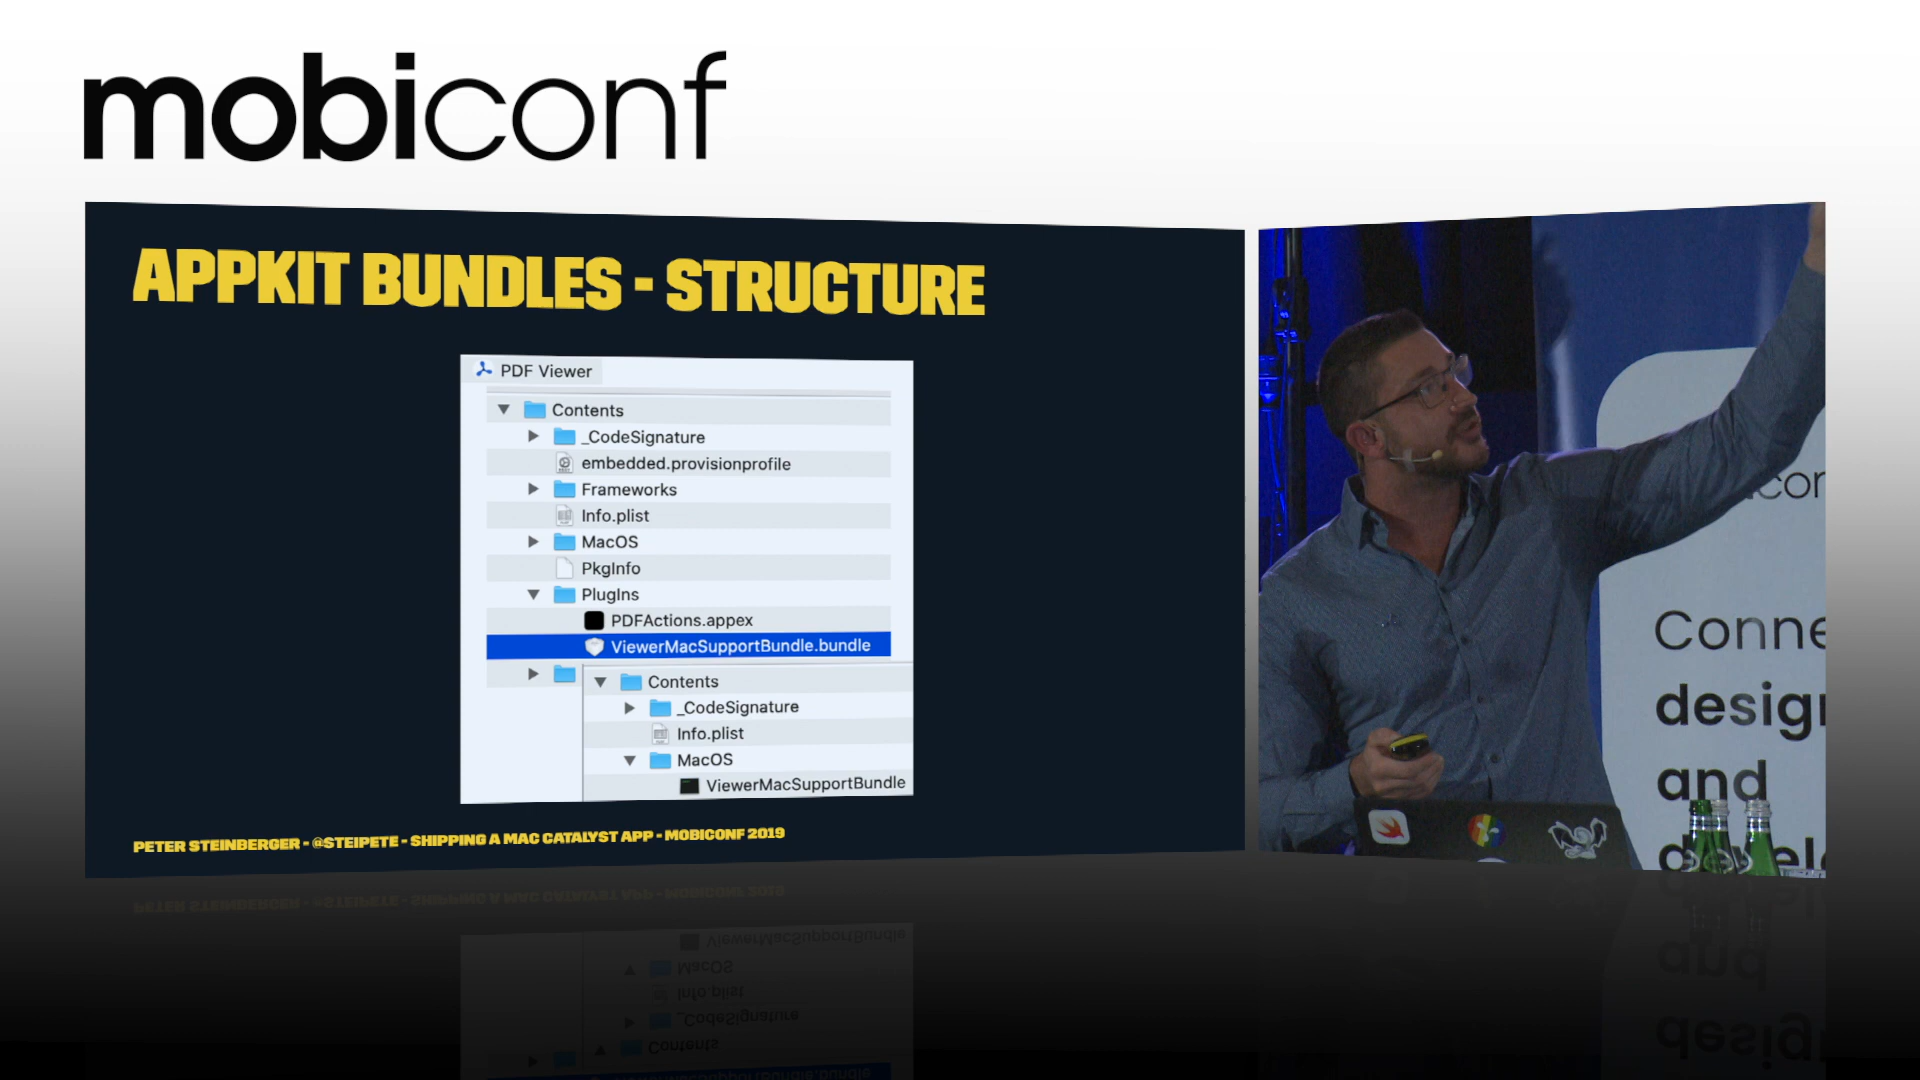 mobiconf
APPKIT BUNDLES - STRUCTURE
PDF Viewer
Contents
_CodeSignature
embedded.provisionprofile
Frameworks
Info.plist
MacOS
PkgInfo
PlugIns
PDFActions.appex
ViewerMacSupportBundle.bundle
Contents
_CodeSignature
Info.plist
MacOS
ViewerMacSupportBundle
PETER STEINBERGER - @STEIPETE - SHIPPING A MAC CATALYST APP - MOBICONF 2019
Conne
design
and